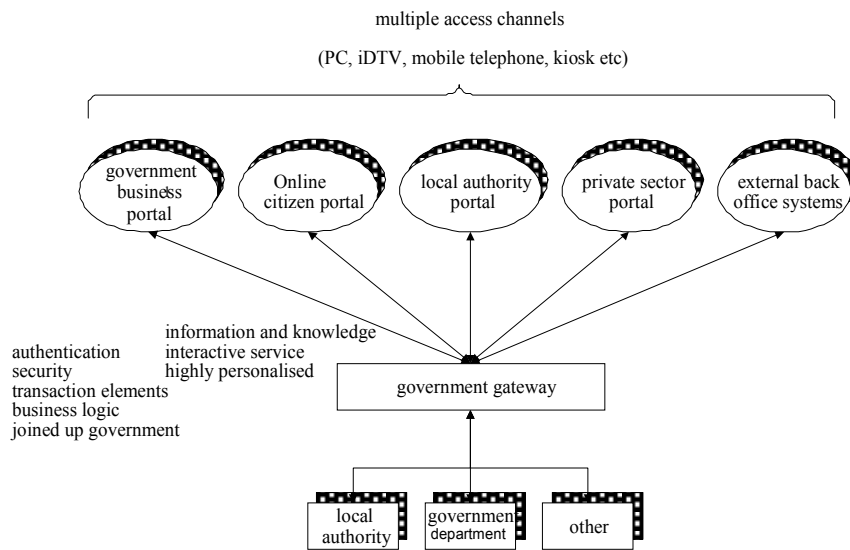 multiple access channels
(PC, iDTV, mobile telephone, kiosk etc)
government
business
portal
Online
citizen portal
local authority
portal
private sector
portal
external back
office systems
information and knowledge
interactive service
highly personalised
authentication
security
transaction elements
business logic
joined up government
government gateway
local
authority
government
department
other